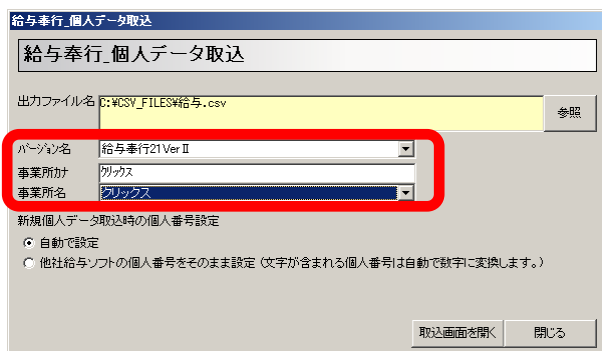 給与奉行_個人データ取込
給与奉行_個人データ取込
出力ファイル名 C:¥CSV_FILES¥給与.csv 参照
バージョン名 給与奉行21VerⅡ
事業所カナ クリックス
事業所名 クリックス
新規個人データ取込時の個人番号設定
自動で設定
他社給与ソフトの個人番号をそのまま設定（文字が含まれる個人番号は自動で数字に変換します。）
取込画面を開く 閉じる